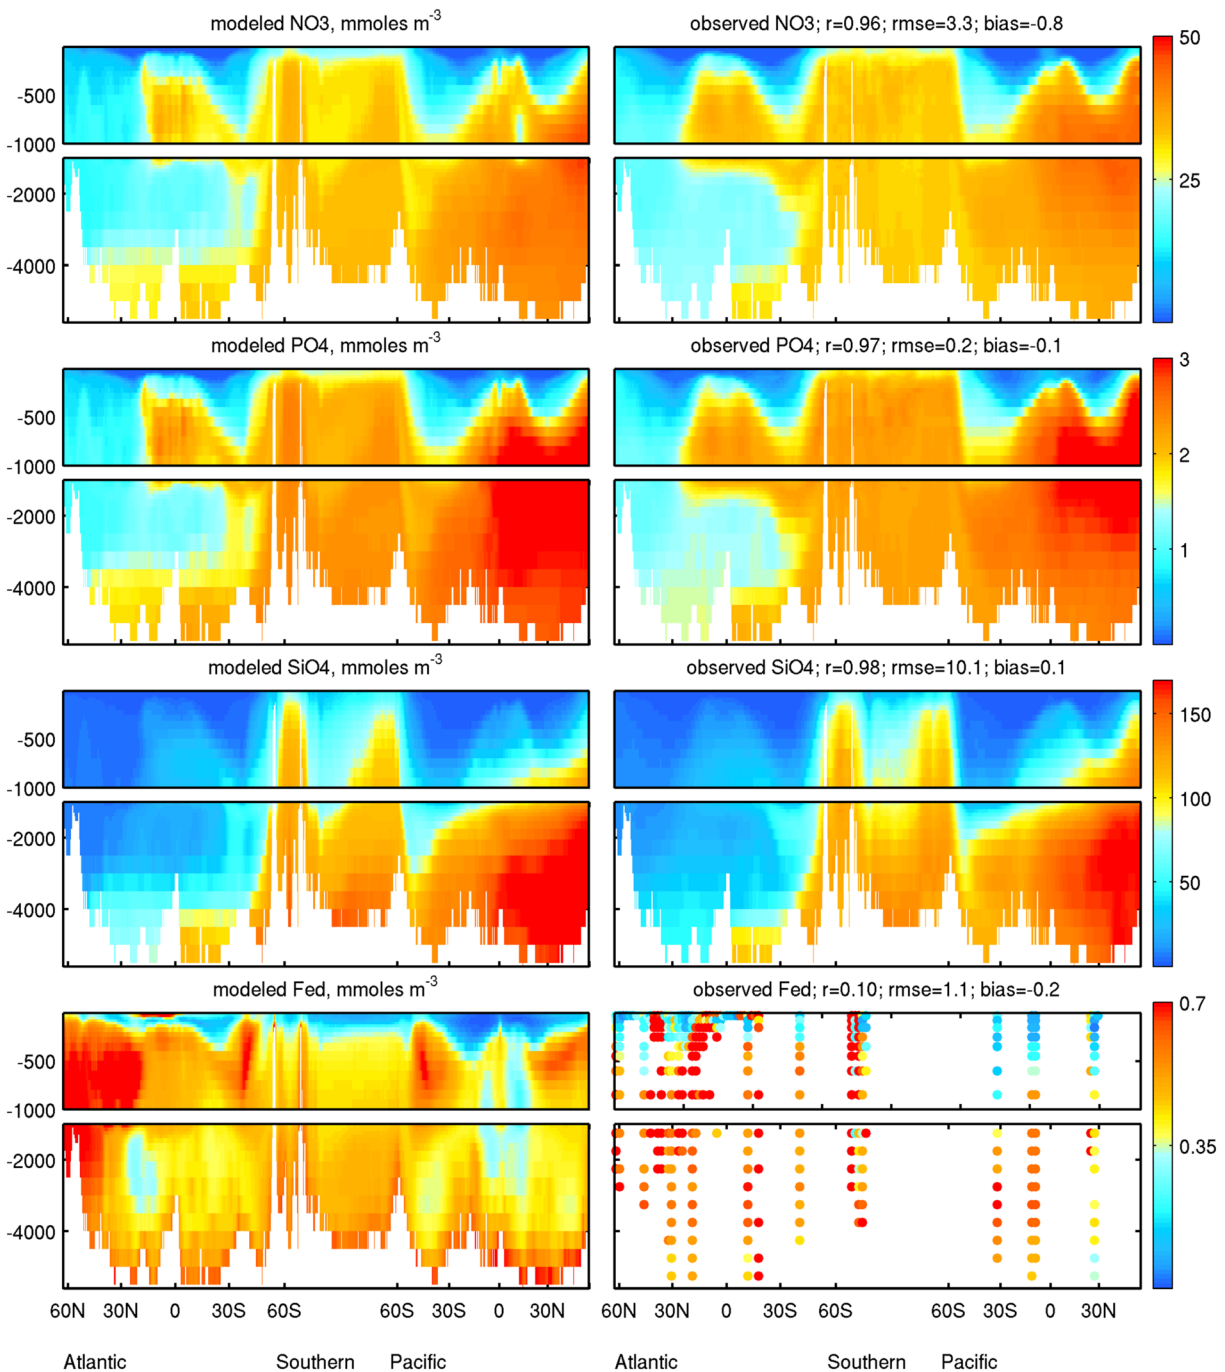 modeled NO3, mmoles m-3
observed NO3; r=0.96; rmse=3.3; bias=-0.8
-500
-1000
-2000
-4000
50
25
modeled PO4, mmoles m-3
observed PO4; r=0.97; rmse=0.2; bias=-0.1
-500
-1000
-2000
-4000
3
2
1
modeled SiO4, mmoles m-3
observed SiO4; r=0.98; rmse=10.1; bias=0.1
-500
-1000
-2000
-4000
150
100
50
modeled Fed, mmoles m-3
observed Fed; r=0.10; rmse=1.1; bias=-0.2
-500
-1000
-2000
-4000
0.7
0.35
60N 30N 0 30S 60S 60S 30S 0 30N
60N 30N 0 30S 60S 60S 30S 0 30N
Atlantic Southern Pacific
Atlantic Southern Pacific